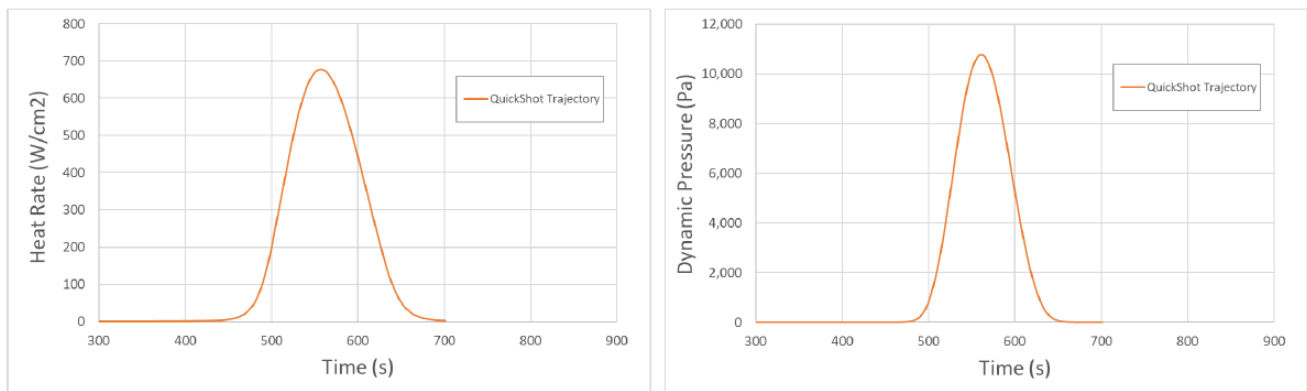 800
700
600
500
400
300
200
100
0
Heat Rate (W/cm2)
QuickShot Trajectory
300 400 500 600 700 800 900
Time (s)
12,000
10,000
8,000
6,000
4,000
2,000
0
Dynamic Pressure (Pa)
QuickShot Trajectory
300 400 500 600 700 800 900
Time (s)